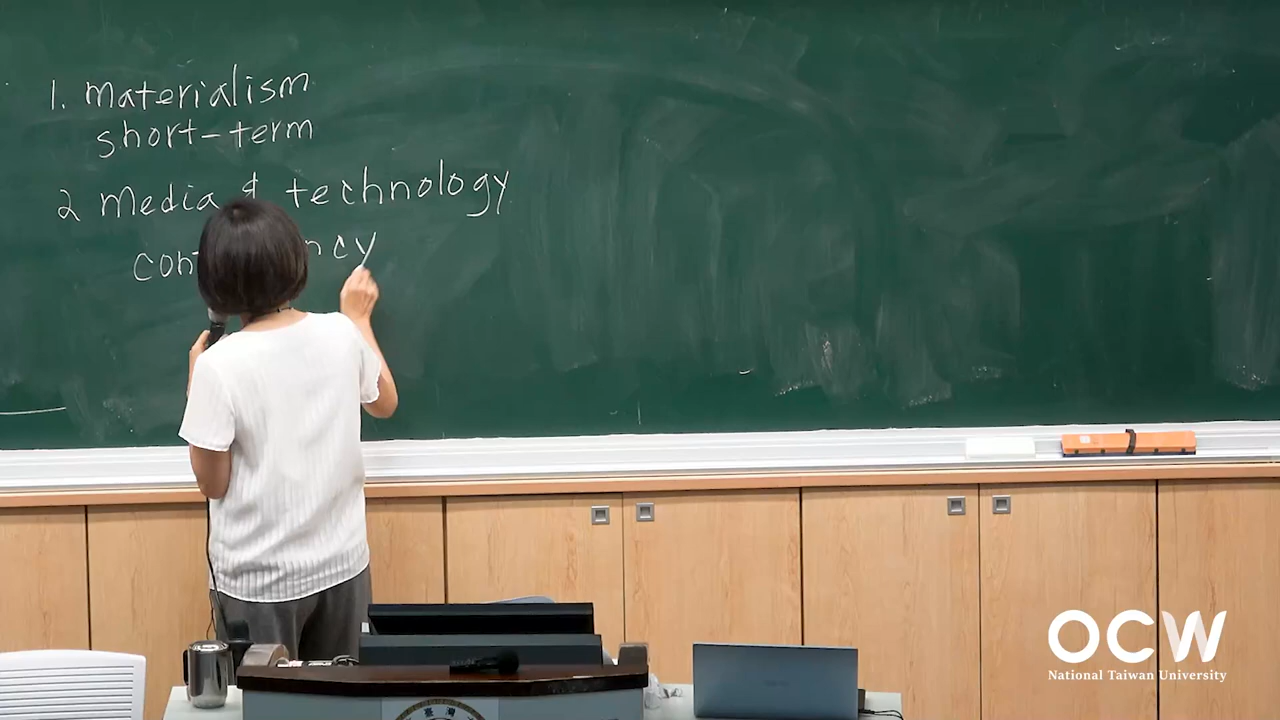 1. materialism
short-term
2 Media & technology
OCW
National Taiwan University